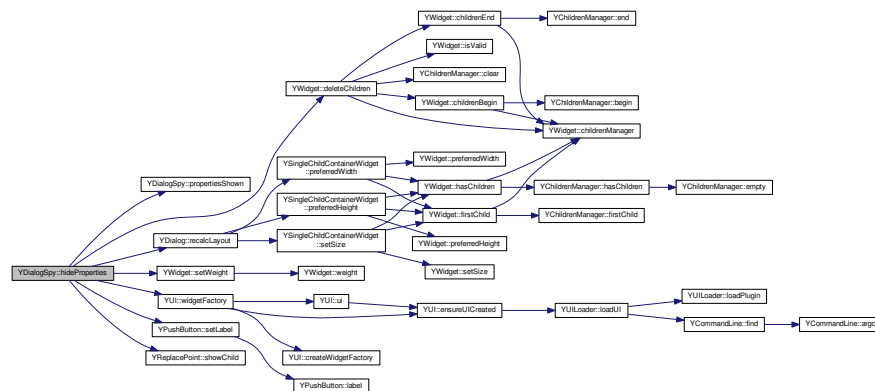 YWidget::childrenEnd
YChildrenManager::end
YWidget::isValid
YChildrenManager::clear
YWidget::deleteChildren
YWidget::childrenBegin
YChildrenManager::begin
YWidget::childrenManager
YSingleChildContainerWidget
::preferredWidth
YWidget::preferredWidth
YDialogSpy::propertiesShown
YWidget::hasChildren
YChildrenManager::hasChildren
YChildrenManager::empty
YSingleChildContainerWidget
::preferredHeight
YWidget::firstChild
YChildrenManager::firstChild
YDialog::recalcLayout
YSingleChildContainerWidget
::setSize
YWidget::preferredHeight
YWidget::setSize
YDialogSpy::hideProperties
YWidget::setWeight
YWidget::weight
YUI::widgetFactory
YUI::ui
YUI::ensureUICreated
YUILoader::loadUI
YUILoader::loadPlugin
YCommandLine::find
YCommandLine::argc
YPushButton::setLabel
YReplacePoint::showChild
YUI::createWidgetFactory
YPushButton::label